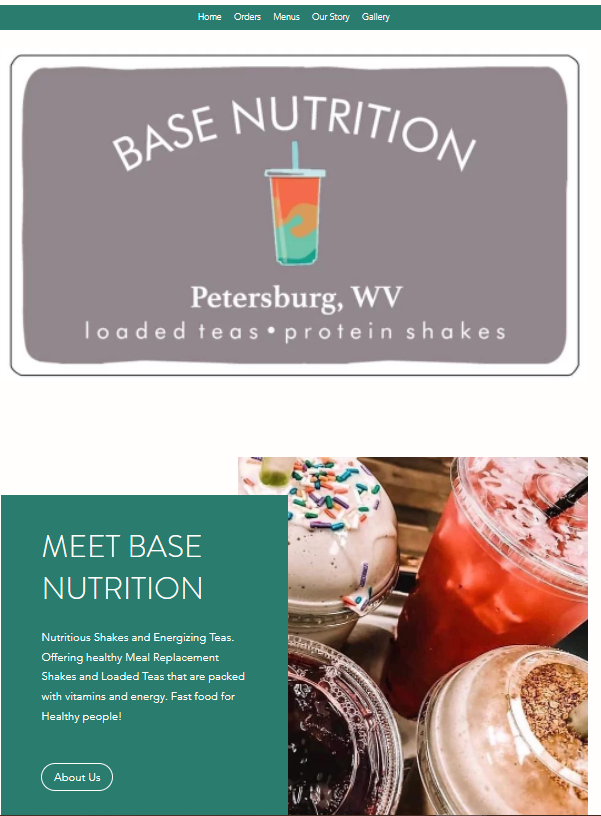 Home Orders Menus Our Story Gallery
BASE NUTRITION
Petersburg, WV
loaded teas • protein shakes
MEET BASE
NUTRITION
Nutritious Shakes and Energizing Teas.
Offering healthy Meal Replacement
Shakes and Loaded Teas that are packed
with vitamins and energy. Fast food for
Healthy people!
About Us